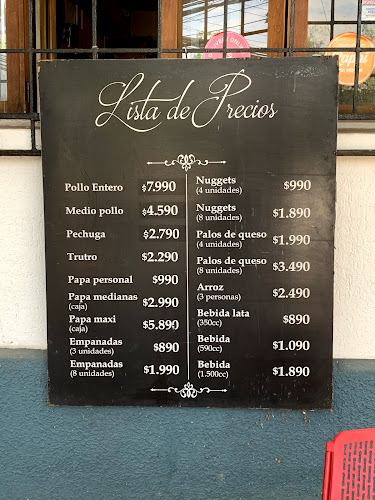 Lista de Precios
Pollo Entero $7.990
Medio pollo $4.590
Pechuga $2.790
Trutro $2.290
Papa personal $990
Papa medianas $2.990
(caja)
Papa maxi $5.890
(caja)
Empanadas $890
(3 unidades)
Empanadas $1.990
(8 unidades)
Nuggets $990
(4 unidades)
Nuggets $1.890
(8 unidades)
Palos de queso $1.990
(4 unidades)
Palos de queso $3.490
(8 unidades)
Arroz $2.490
(3 personas)
Bebida lata $890
(350cc)
Bebida $1.090
(590cc)
Bebida $1.890
(1.500cc)